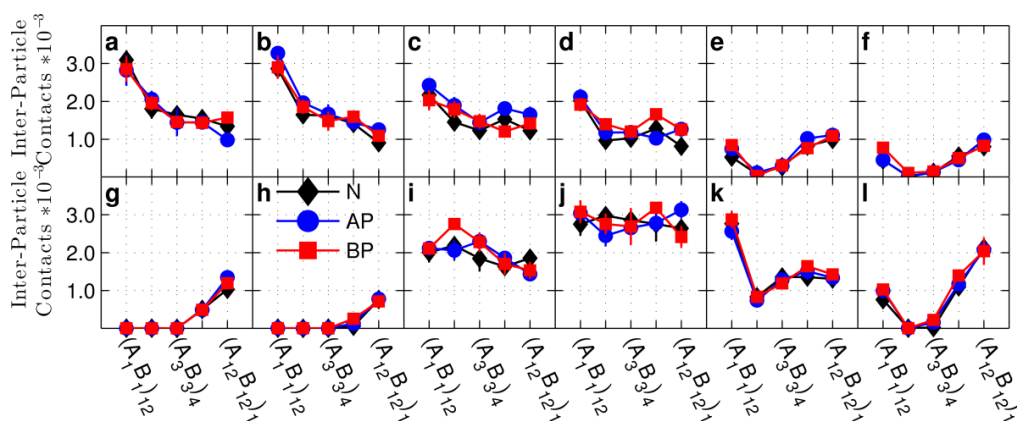 Inter-Particle Inter-Particle
Contacts *10⁻³ Contacts *10⁻³
a b c d e f
3.0
2.0
1.0
g h i j k l
3.0
2.0
1.0
N
AP
BP
(A₁B₁)₁₂ (A₃B₃)₄ (A₁₂B₁₂)₁ (A₁B₁)₁₂ (A₃B₃)₄ (A₁₂B₁₂)₁ (A₁B₁)₁₂ (A₃B₃)₄ (A₁₂B₁₂)₁ (A₁B₁)₁₂ (A₃B₃)₄ (A₁₂B₁₂)₁ (A₁B₁)₁₂ (A₃B₃)₄ (A₁₂B₁₂)₁ (A₁B₁)₁₂ (A₃B₃)₄ (A₁₂B₁₂)₁